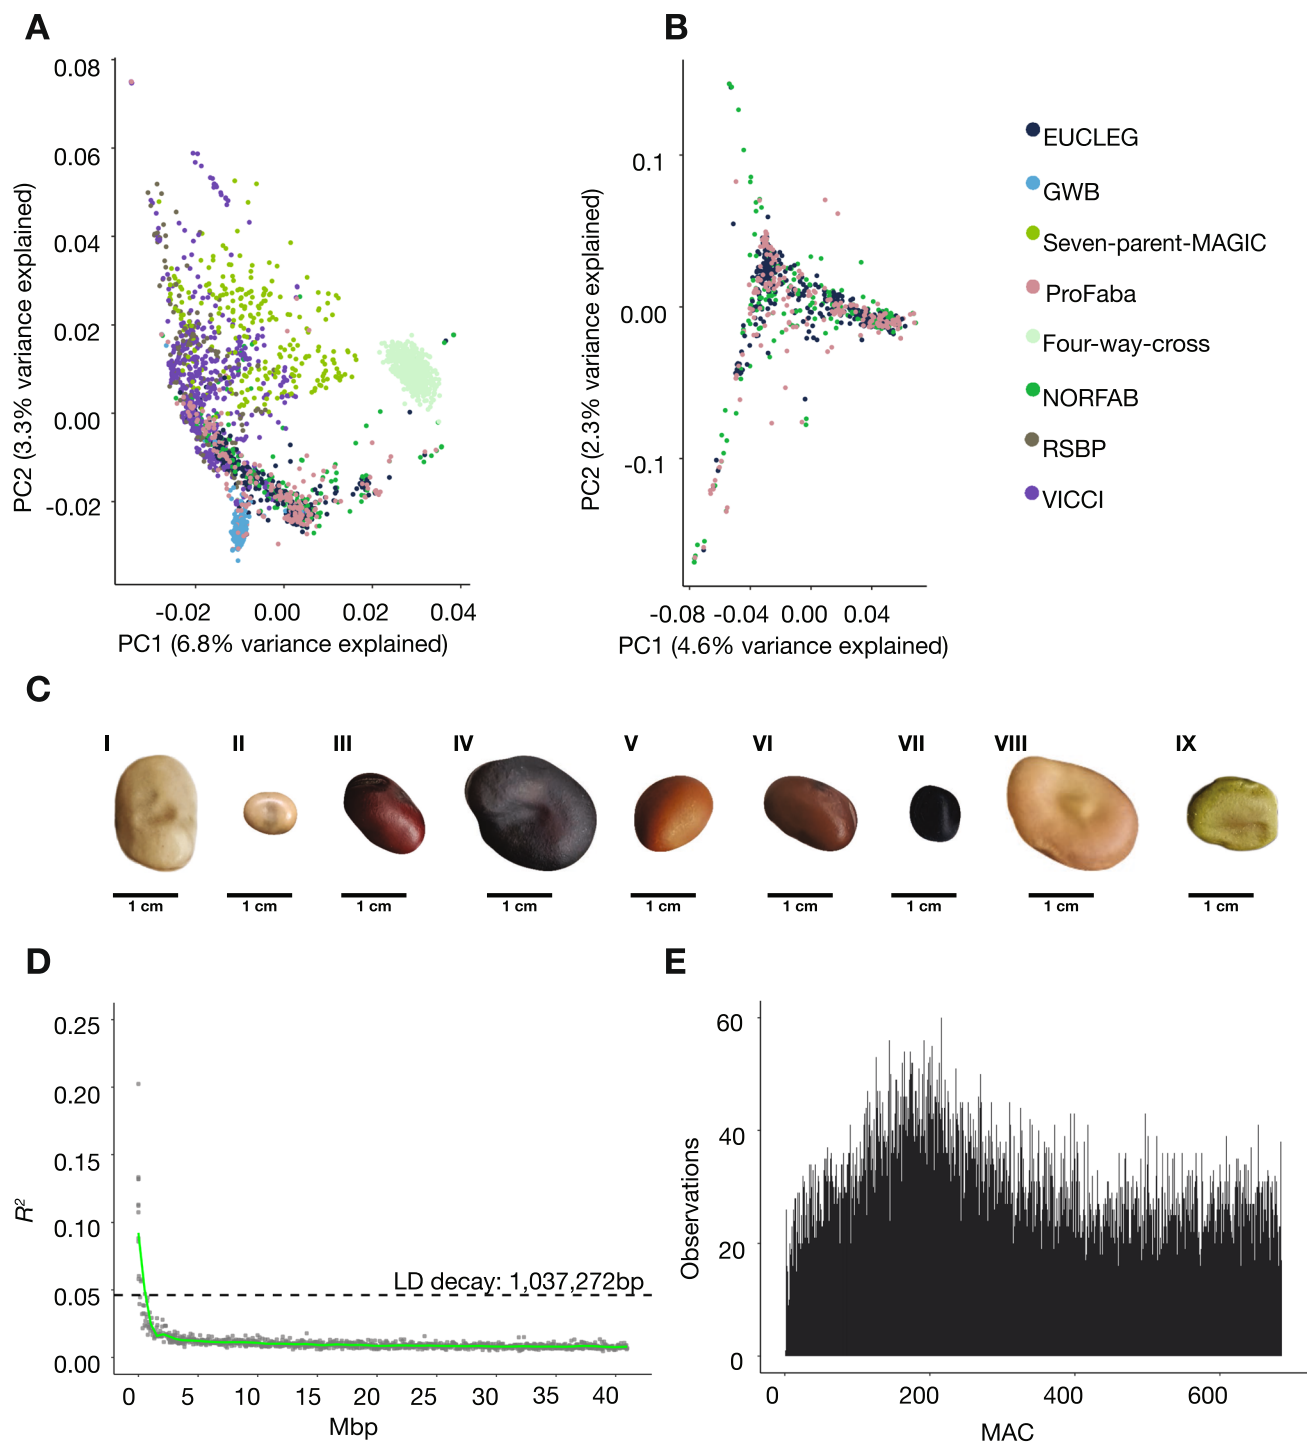 A
0.08
0.06
0.04
0.02
0.00
-0.02
PC2 (3.3% variance explained)
-0.02 0.00 0.02 0.04
PC1 (6.8% variance explained)
B
0.1
0.00
-0.1
PC2 (2.3% variance explained)
-0.08 -0.04 0.00 0.04
PC1 (4.6% variance explained)
EUCLEG
GWB
Seven-parent-MAGIC
ProFaba
Four-way-cross
NORFAB
RSBP
VICCI
C
I II III IV V VI VII VIII IX
1 cm 1 cm 1 cm 1 cm 1 cm 1 cm 1 cm 1 cm 1 cm
D
0.25
0.20
0.15
0.10
0.05
0.00
R²
LD decay: 1,037,272bp
0 5 10 15 20 25 30 35 40
Mbp
E
60
40
20
0
Observations
0 200 400 600
MAC